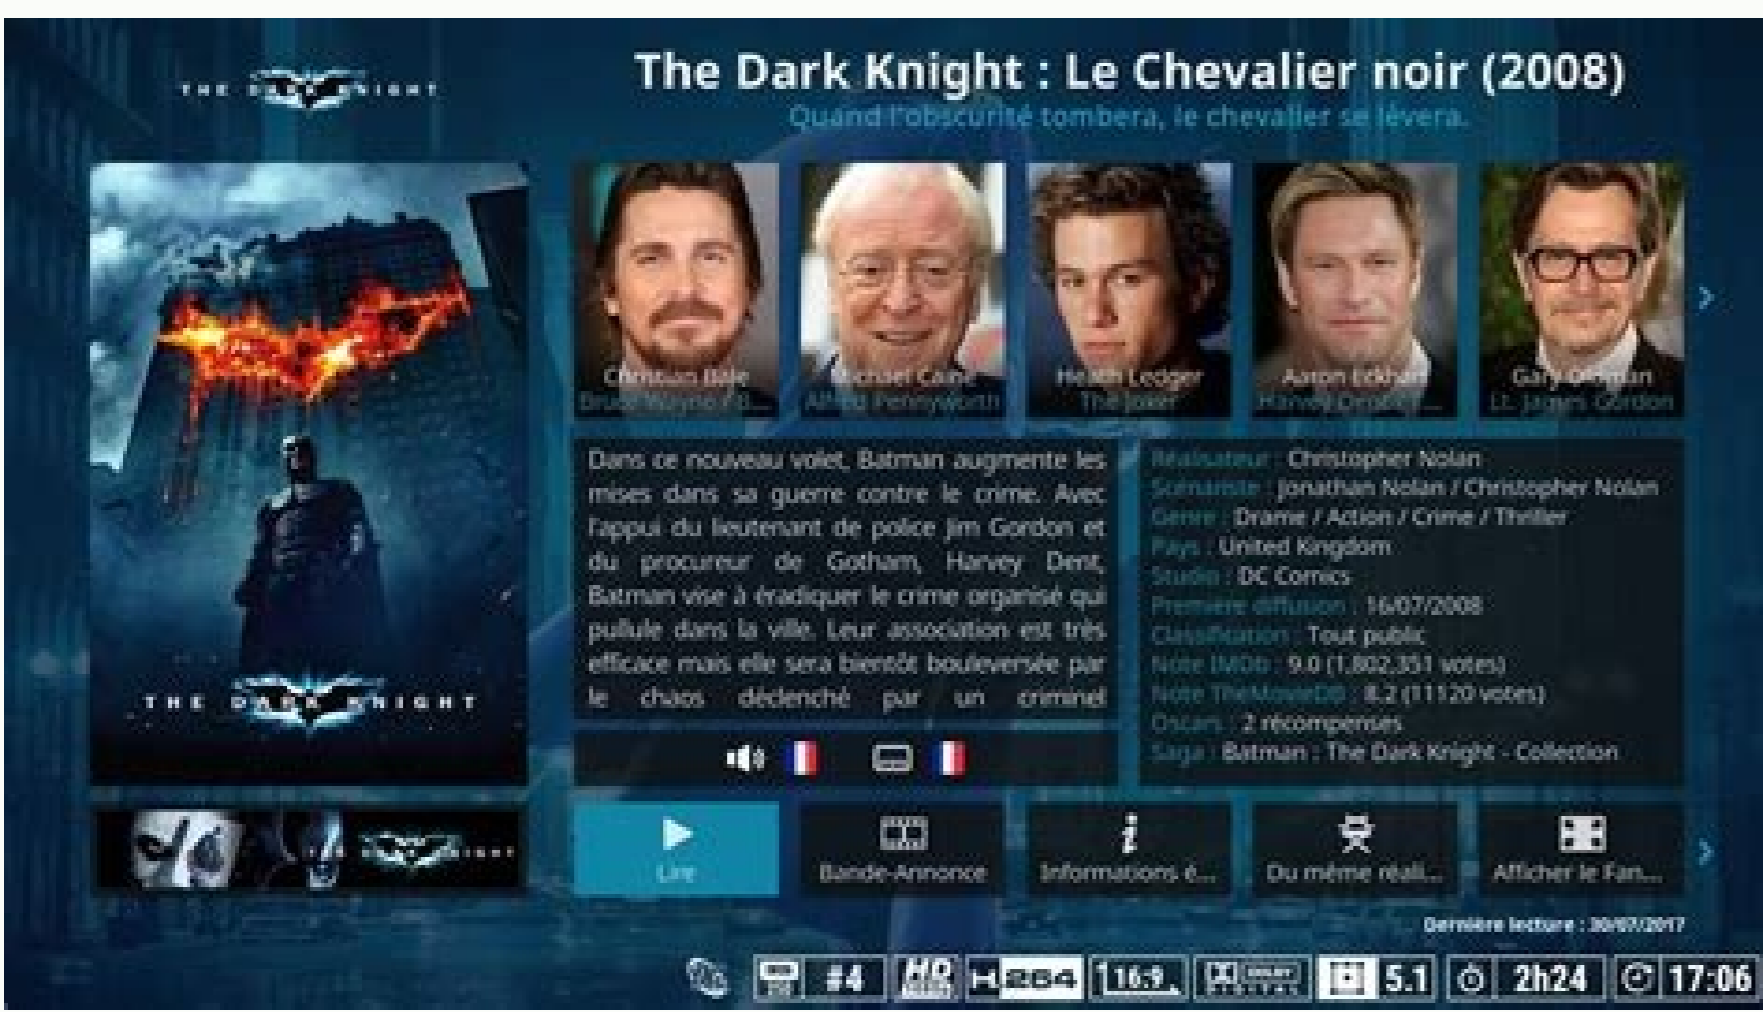 THE DARK KNIGHT
The Dark Knight : Le Chevalier noir (2008)
Quand l'obscurité tombera, le chevalier se lèvera.
Christian Bale
Bruce Wayne / B...
Michael Caine
Alfred Pennyworth
Heath Ledger
The Joker
Aaron Eckhart
Harvey Dent
Gary Oldman
Lt. James Gordon
THE DARK KNIGHT
Dans ce nouveau volet, Batman augmente les
mises dans sa guerre contre le crime. Avec
l'appui du lieutenant de police Jim Gordon et
du procureur de Gotham, Harvey Dent,
Batman vise à éradiquer le crime organisé qui
pullule dans la ville. Leur association est très
efficace mais elle sera bientôt bouleversée par
le chaos déclenché par un criminel
Réalisateur : Christopher Nolan
Scénariste : Jonathan Nolan / Christopher Nolan
Genre : Drame / Action / Crime / Thriller
Pays : United Kingdom
Studio : DC Comics
Première diffusion : 16/07/2008
Classification : Tout public
Note IMDb : 9.0 (1,802,351 votes)
Note TheMovieDB : 8.2 (11120 votes)
Oscars : 2 récompenses
Saga : Batman : The Dark Knight - Collection
Lire
Bande-Annonce
Informations é...
Du même réali...
Afficher le Fan...
Dernière lecture : 30/07/2017
#4
HD
H.264
16:9
DOLBY
DIGITAL
5.1
2h24
17:06